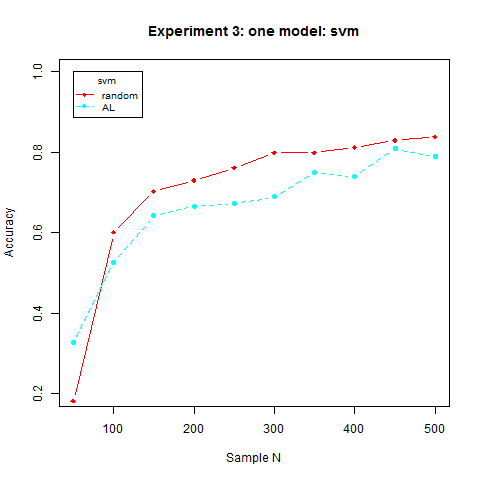 Experiment 3: one model: svm
svm
random
AL
Accuracy
1.0
0.8
0.6
0.4
0.2
100 200 300 400 500
Sample N